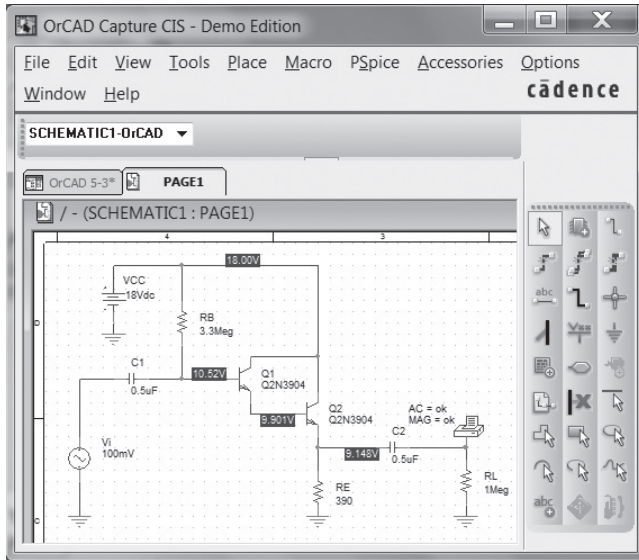 OrCAD Capture CIS - Demo Edition
File Edit View Tools Place Macro PSpice Accessories Options
Window Help
cādence
SCHEMATIC1-OrCAD
OrCAD 5-3*
PAGE1
/ - (SCHEMATIC1 : PAGE1)
4 3
18.00V
VCC
18Vdc
RB
3.3Meg
C1
0.5uF
10.52V
Q1
Q2N3904
9.901V
Q2
Q2N3904
AC = ok
MAG = ok
C2
0.5uF
9.148V
Vi
100mV
RE
390
RL
1Meg
abc
abc